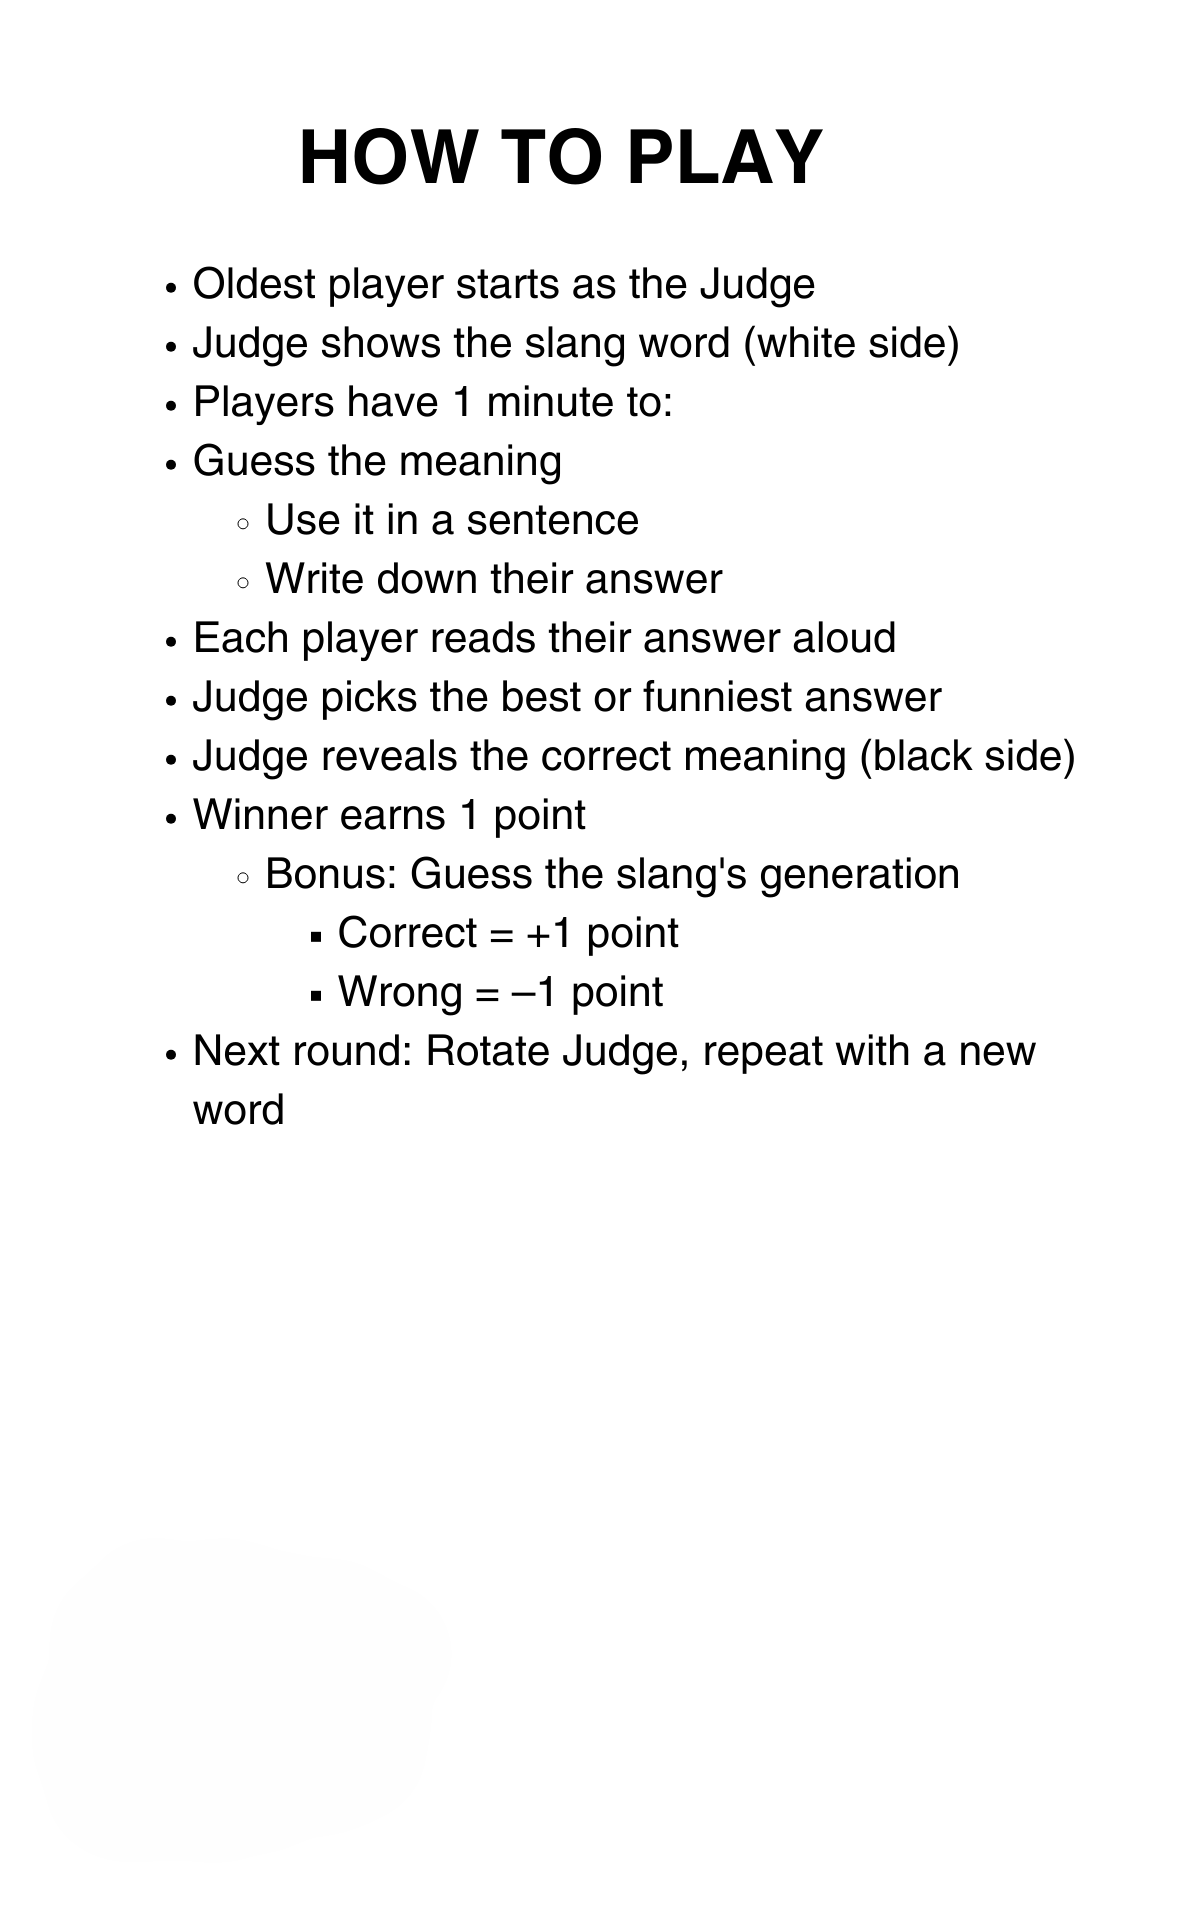 HOW TO PLAY
• Oldest player starts as the Judge
• Judge shows the slang word (white side)
• Players have 1 minute to:
• Guess the meaning
◦ Use it in a sentence
◦ Write down their answer
• Each player reads their answer aloud
• Judge picks the best or funniest answer
• Judge reveals the correct meaning (black side)
• Winner earns 1 point
◦ Bonus: Guess the slang's generation
▪ Correct = +1 point
▪ Wrong = –1 point
• Next round: Rotate Judge, repeat with a new
word